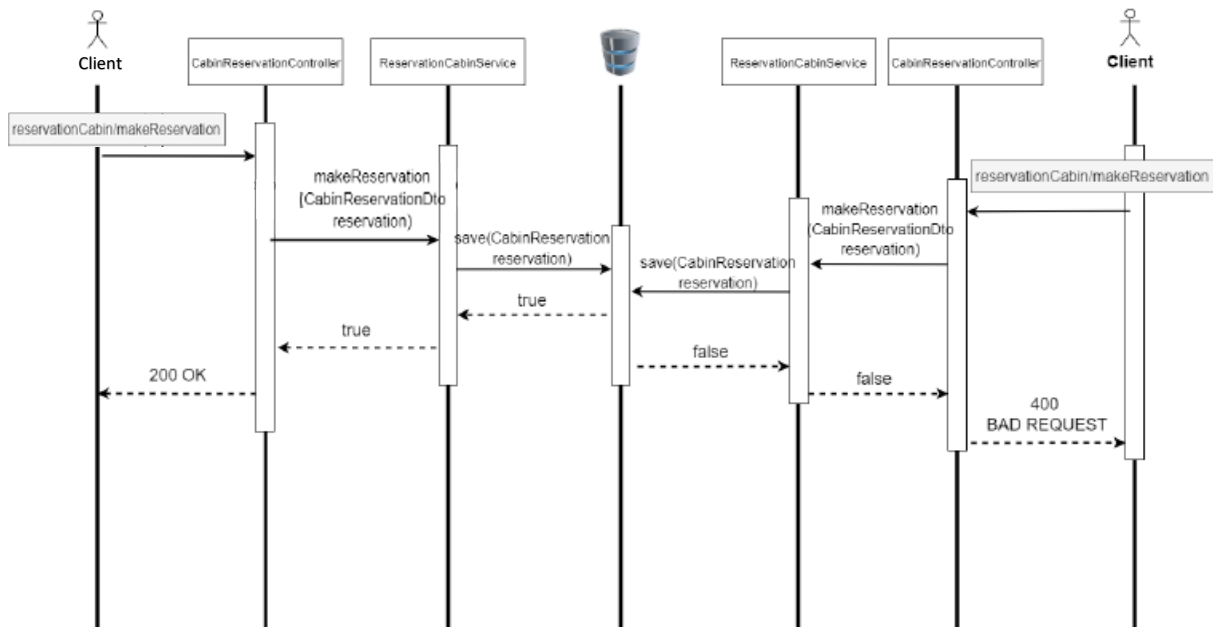 Client
CabinReservationController
ReservationCabinService
ReservationCabinService
CabinReservationController
Client
reservationCabin/makeReservation
makeReservation
[CabinReservationDto
reservation)
save(CabinReservation
reservation)
true
true
200 OK
reservationCabin/makeReservation
makeReservation
(CabinReservationDto
reservation)
save(CabinReservation
reservation)
false
false
400
BAD REQUEST